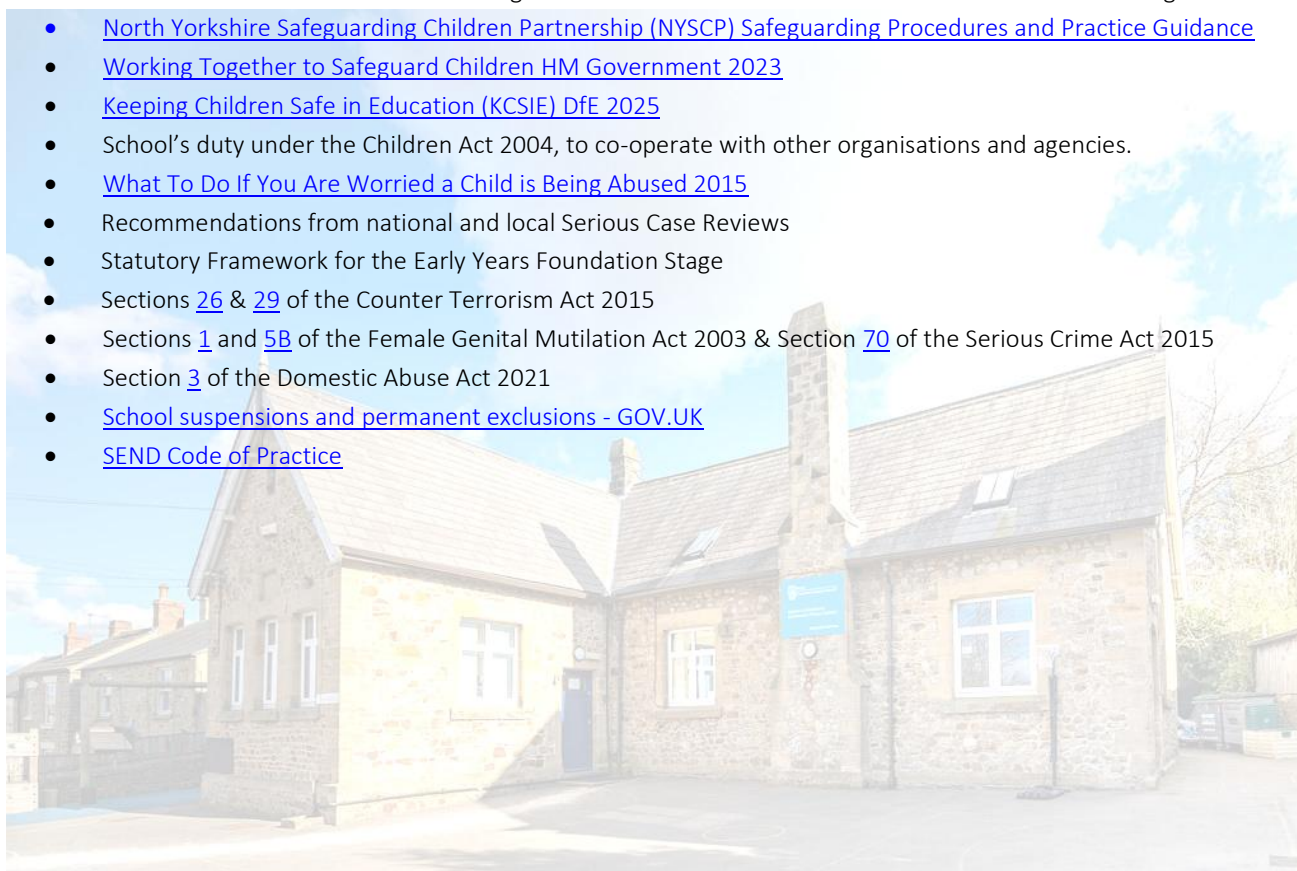 • North Yorkshire Safeguarding Children Partnership (NYSCP) Safeguarding Procedures and Practice Guidance
• Working Together to Safeguard Children HM Government 2023
• Keeping Children Safe in Education (KCSIE) DfE 2025
• School’s duty under the Children Act 2004, to co-operate with other organisations and agencies.
• What To Do If You Are Worried a Child is Being Abused 2015
• Recommendations from national and local Serious Case Reviews
• Statutory Framework for the Early Years Foundation Stage
• Sections 26 & 29 of the Counter Terrorism Act 2015
• Sections 1 and 5B of the Female Genital Mutilation Act 2003 & Section 70 of the Serious Crime Act 2015
• Section 3 of the Domestic Abuse Act 2021
• School suspensions and permanent exclusions - GOV.UK
• SEND Code of Practice